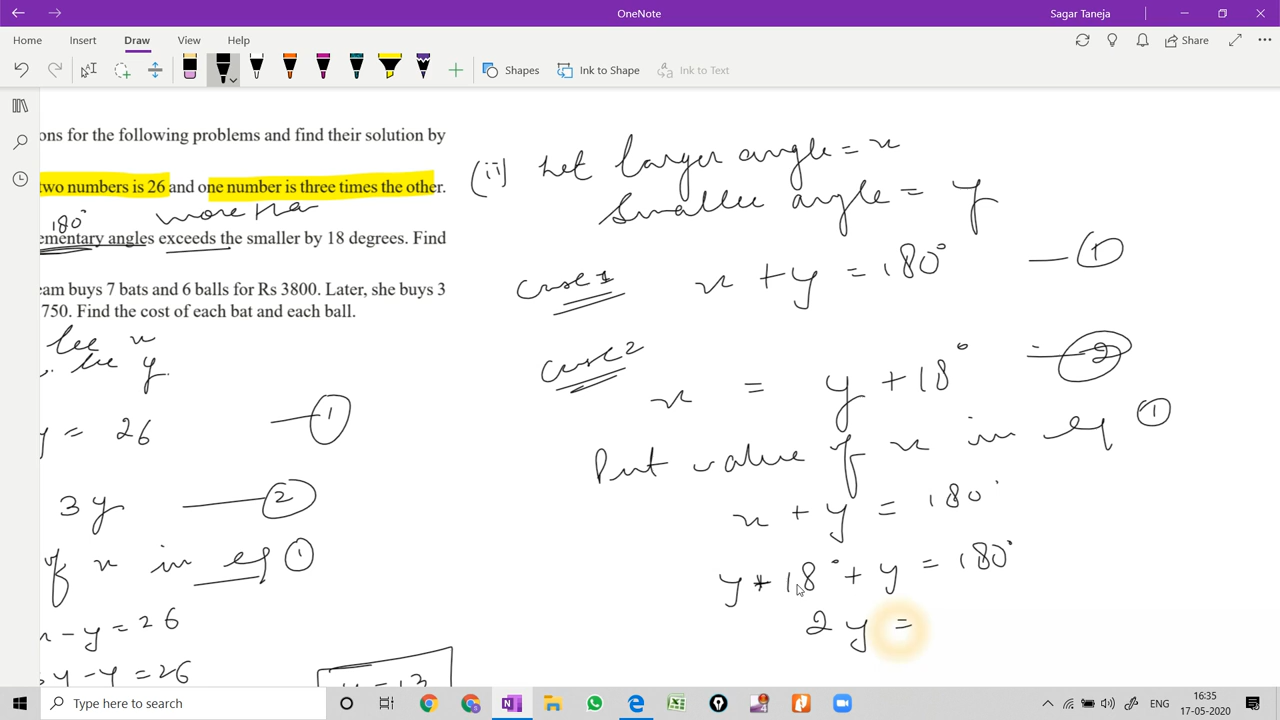 OneNote
Sagar Taneja
Home Insert Draw View Help
Share
Shapes
Ink to Shape
Ink to Text
ons for the following problems and find their solution by
two numbers is 26 and one number is three times the other.
180° more tha
ementary angles exceeds the smaller by 18 degrees. Find
eam buys 7 bats and 6 balls for Rs 3800. Later, she buys 3
750. Find the cost of each bat and each ball.
be x
be y.
y = 26 — ①
3y — ②
of x in eq ①
x - y = 26
y - y = 26
(ii) Let larger angle = x
Smaller angle = y
Case 1 x + y = 180° — ①
Case 2
x = y + 18° — ②
Put value of x in eq ①
x + y = 180°
y + 18° + y = 180°
2y =
Type here to search
ENG
16:35
17-05-2020